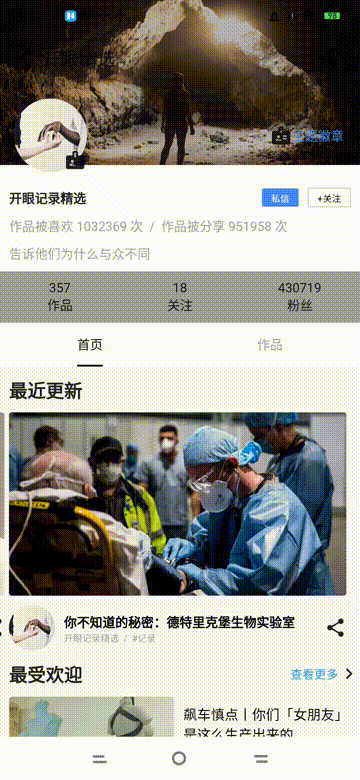 98
开眼精选
主题徽章
开眼记录精选
私信
+关注
作品被喜欢 1032369 次 / 作品被分享 951958 次
告诉他们为什么与众不同
357
18
430719
作品
关注
粉丝
首页
作品
最近更新
你不知道的秘密：德特里克堡生物实验室
开眼记录精选 / #记录
最受欢迎
查看更多
飙车慎点丨你们「女朋友」
是这么生产出来的